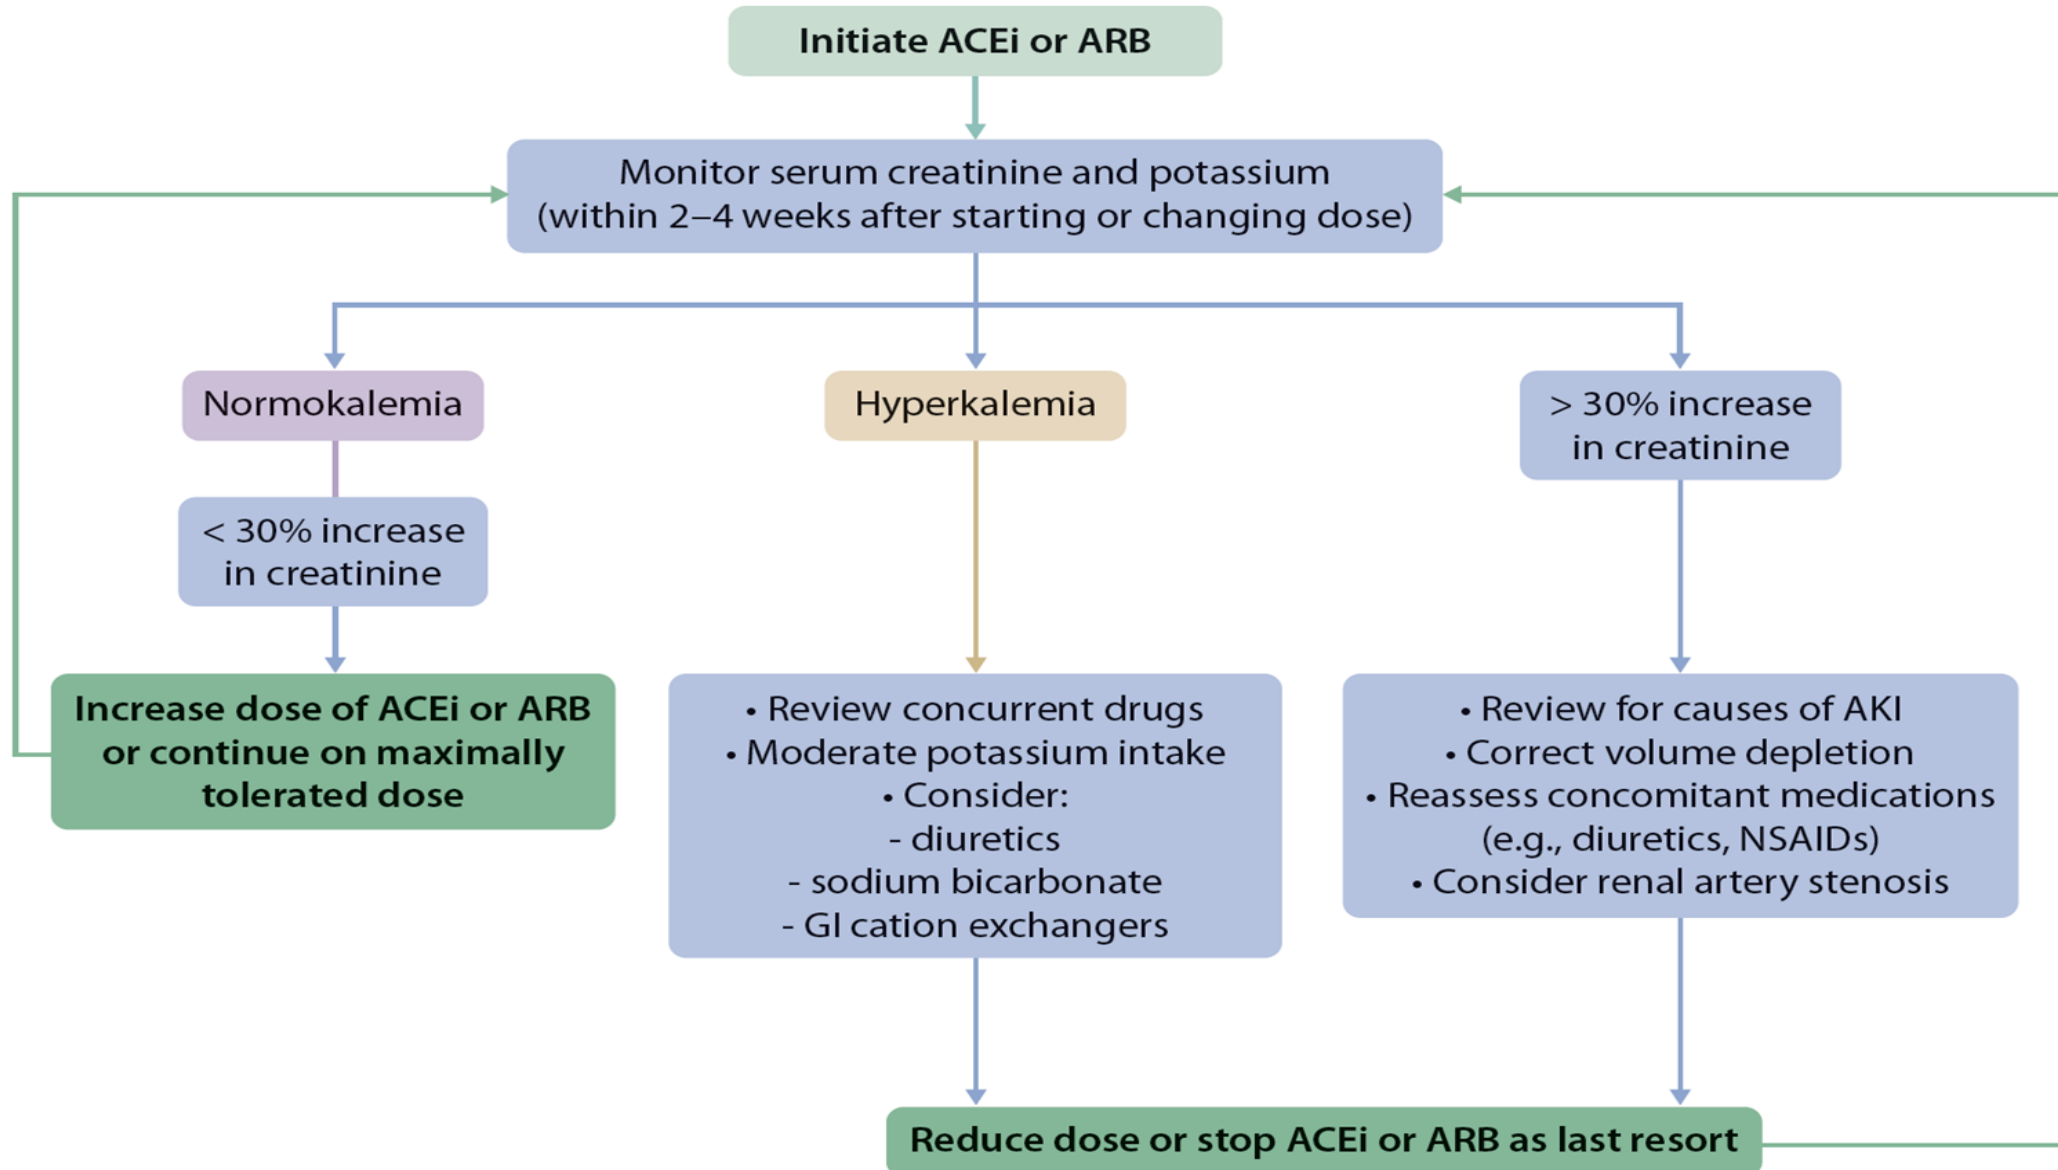 Initiate ACEi or ARB
Monitor serum creatinine and potassium
(within 2–4 weeks after starting or changing dose)
Normokalemia
< 30% increase
in creatinine
Increase dose of ACEi or ARB
or continue on maximally
tolerated dose
Hyperkalemia
• Review concurrent drugs
• Moderate potassium intake
• Consider:
- diuretics
- sodium bicarbonate
- GI cation exchangers
> 30% increase
in creatinine
• Review for causes of AKI
• Correct volume depletion
• Reassess concomitant medications
(e.g., diuretics, NSAIDs)
• Consider renal artery stenosis
Reduce dose or stop ACEi or ARB as last resort